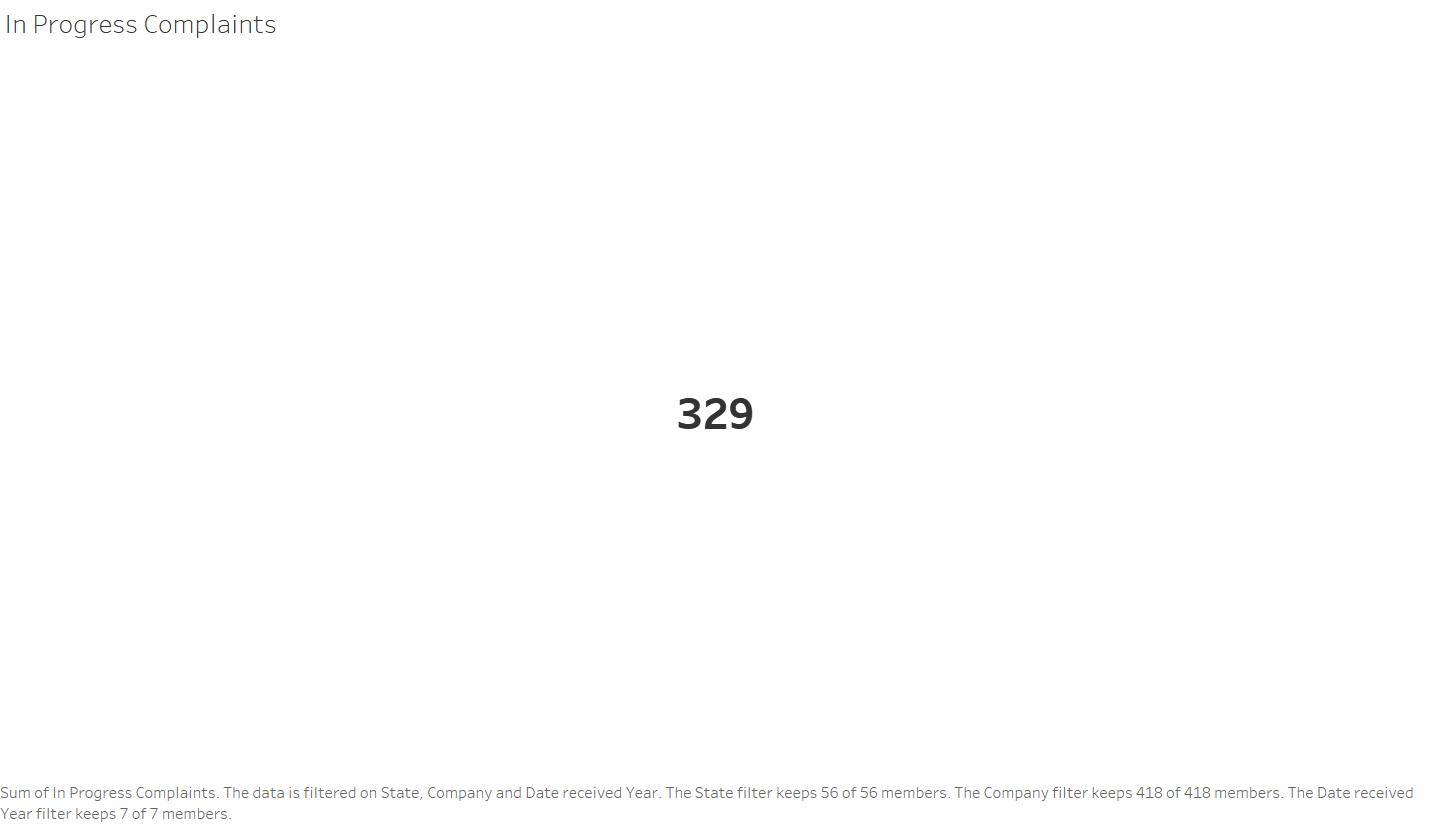 In Progress Complaints
329
Sum of In Progress Complaints. The data is filtered on State, Company and Date received Year. The State filter keeps 56 of 56 members. The Company filter keeps 418 of 418 members. The Date received
Year filter keeps 7 of 7 members.